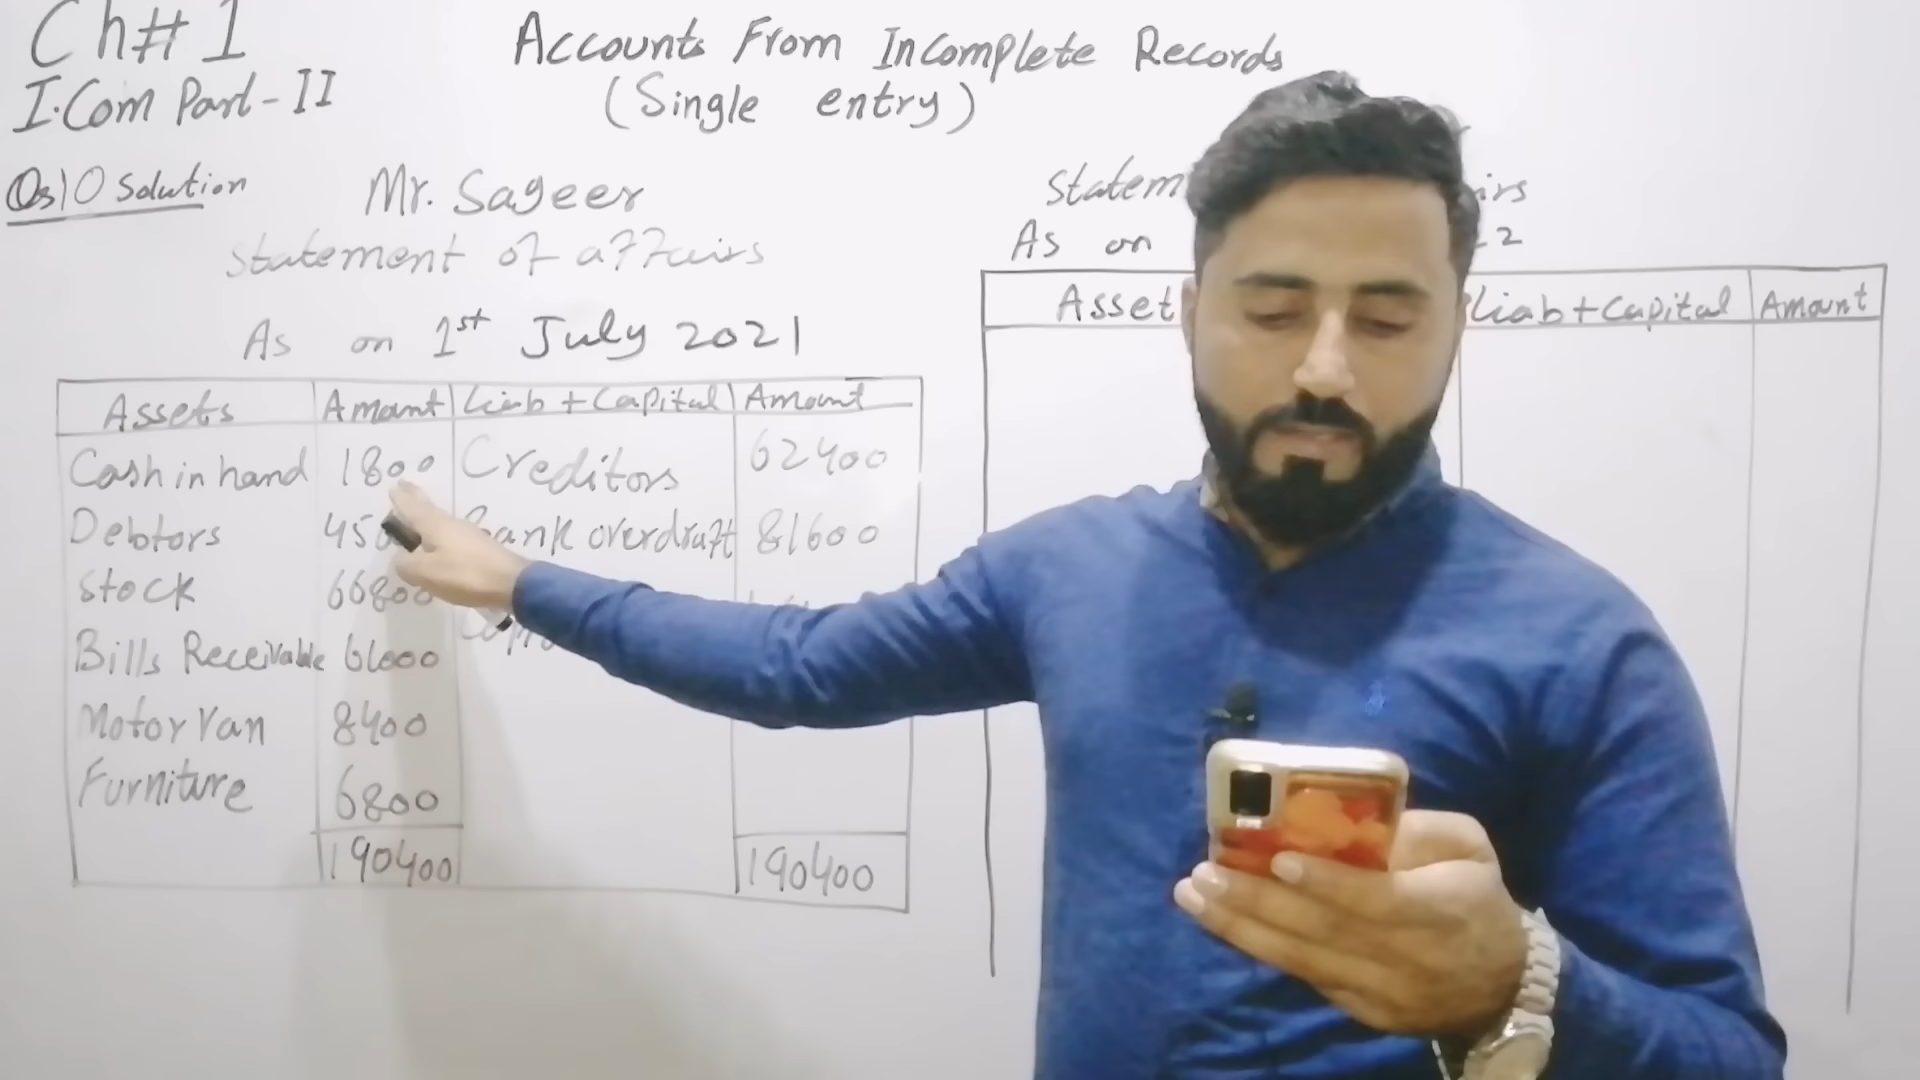 Ch# 1
I.Com Part-II
Accounts From Incomplete Records
(Single entry)
Qs10 Solution
Mr. Sageer
Statement of affairs
As on 1st July 2021
Assets Amount Liab + Capital Amount
Cash in hand 1800 Creditors 62400
Debtors Bank overdraft 81600
Stock 66800
Bills Receivable 61000
Motor Van 8400
Furniture 6800
190400 190400
As on
Liab + Capital Amount